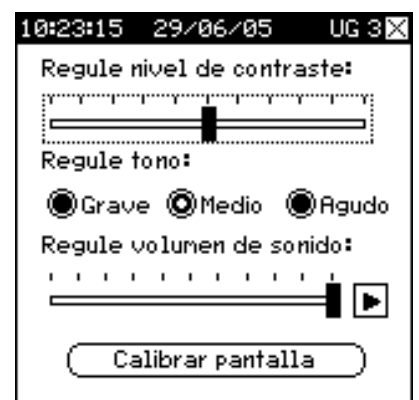 10:23:15 29/06/05 UG 3
Regule nivel de contraste:
Regule tono:
Grave Medio Agudo
Regule volumen de sonido:
Calibrar pantalla